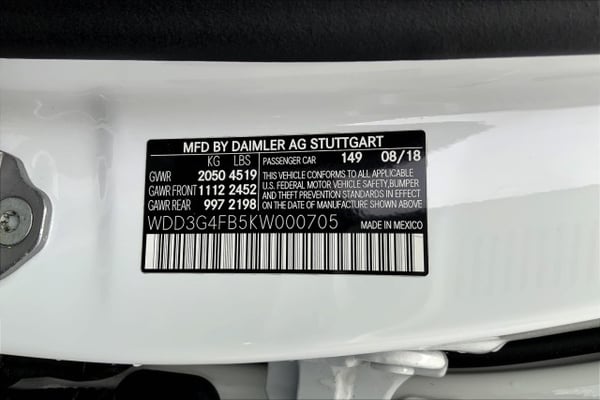 MFD BY DAIMLER AG STUTTGART
KG LBS PASSENGER CAR 149 08/18
GVWR 2050 4519 THIS VEHICLE CONFORMS TO ALL APPLICABLE
GAWR FRONT 1112 2452 U.S. FEDERAL MOTOR VEHICLE SAFETY, BUMPER
GAWR REAR 997 2198 AND THEFT PREVENTION STANDARDS IN EFFECT
ON THE DATE OF MANUFACTURE SHOWN ABOVE.
WDD3G4FB5KW000705 MADE IN MEXICO